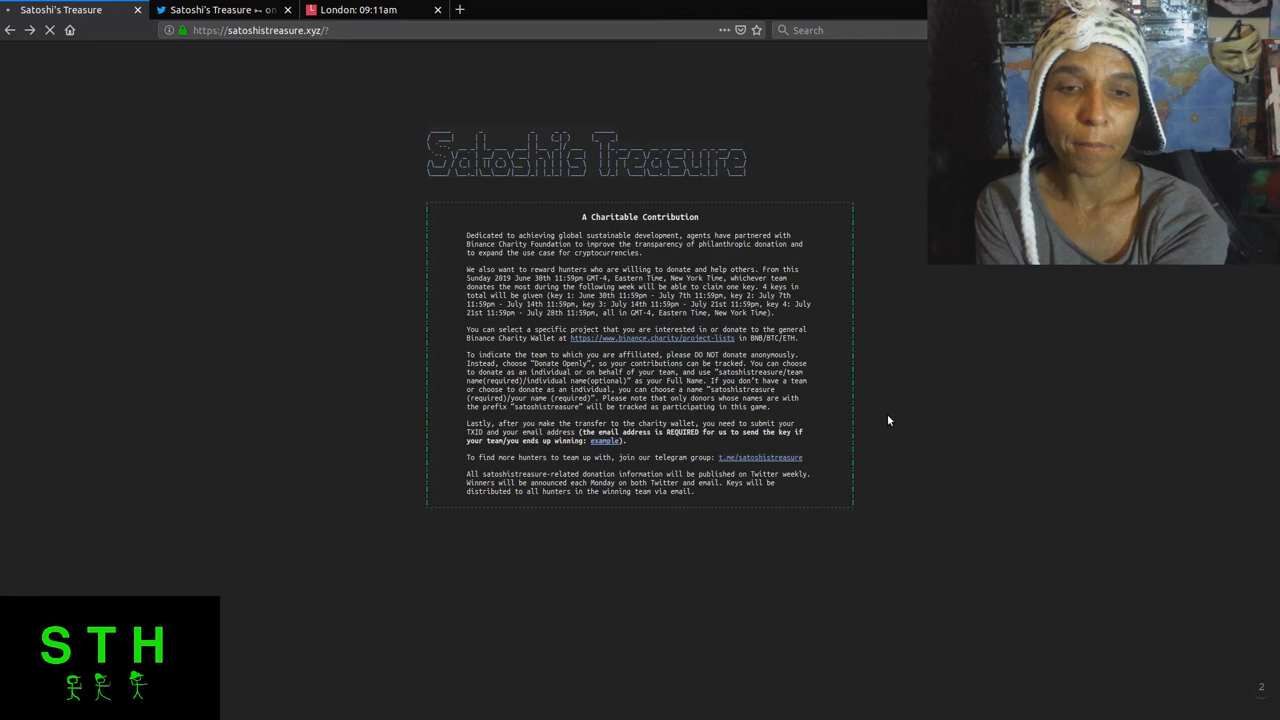 Satoshi's Treasure
Satoshi's Treasure
on
London: 09:11am
https://satoshistreasure.xyz/?
Search
Satoshi's Treasure
A Charitable Contribution
Dedicated to achieving global sustainable development, agents have partnered with
Binance Charity Foundation to improve the transparency of philanthropic donation and
to expand the use case for cryptocurrencies.
We also want to reward hunters who are willing to donate and help others. From this
Sunday 2019 June 30th 11:59pm GMT-4, Eastern Time, New York Time, whichever team
donates the most during the following week will be able to claim one key. 4 keys in
total will be given (key 1: June 30th 11:59pm - July 7th 11:59pm, key 2: July 7th
11:59pm - July 14th 11:59pm, key 3: July 14th 11:59pm - July 21st 11:59pm, key 4: July
21st 11:59pm - July 28th 11:59pm, all in GMT-4, Eastern Time, New York Time).
You can select a specific project that you are interested in or donate to the general
Binance Charity Wallet at https://www.binance.charity/project-lists in BNB/BTC/ETH.
To indicate the team to which you are affiliated, please DO NOT donate anonymously.
Instead, choose "Donate Openly", so your contributions can be tracked. You can choose
to donate as an individual or on behalf of your team, and use "satoshistreasure/team
name(required)/individual name(optional)" as your Full Name. If you don't have a team
or choose to donate as an individual, you can choose a name "satoshistreasure
(required)/your name (required)". Please note that only donors whose names are with
the prefix "satoshistreasure" will be tracked as participating in this game.
Lastly, after you make the transfer to the charity wallet, you need to submit your
TXID and your email address (the email address is REQUIRED for us to send the key if
your team/you ends up winning: example).
To find more hunters to team up with, join our telegram group: t.me/satoshistreasure
All satoshistreasure-related donation information will be published on Twitter weekly.
Winners will be announced each Monday on both Twitter and email. Keys will be
distributed to all hunters in the winning team via email.
STH
2